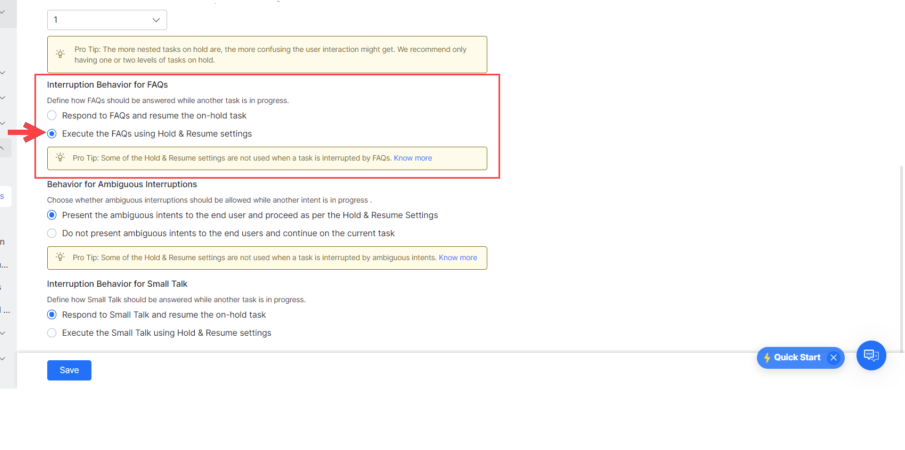 1
Pro Tip: The more nested tasks on hold are, the more confusing the user interaction might get. We recommend only
having one or two levels of tasks on hold.
Interruption Behavior for FAQs
Define how FAQs should be answered while another task is in progress.
Respond to FAQs and resume the on-hold task
Execute the FAQs using Hold & Resume settings
Pro Tip: Some of the Hold & Resume settings are not used when a task is interrupted by FAQs. Know more
Behavior for Ambiguous Interruptions
Choose whether ambiguous interruptions should be allowed while another intent is in progress .
Present the ambiguous intents to the end user and proceed as per the Hold & Resume Settings
Do not present ambiguous intents to the end users and continue on the current task
Pro Tip: Some of the Hold & Resume settings are not used when a task is interrupted by ambiguous intents. Know more
Interruption Behavior for Small Talk
Define how Small Talk should be answered while another task is in progress.
Respond to Small Talk and resume the on-hold task
Execute the Small Talk using Hold & Resume settings
Quick Start
Save